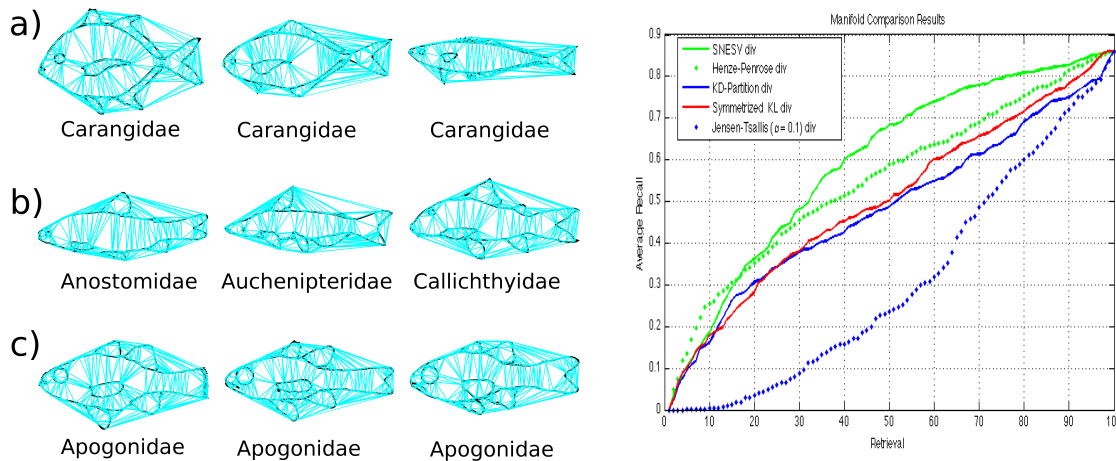 a)
Carangidae Carangidae Carangidae
b)
Anostomidae Auchenipteridae Callichthyidae
c)
Apogonidae Apogonidae Apogonidae
Manifold Comparison Results
SNESV div
Henze-Penrose div
KD-Partition div
Symmetrized KL div
Jensen-Tsallis (ø= 0.1) div
Average Recall
0.9
0.8
0.7
0.6
0.5
0.4
0.3
0.2
0.1
0
0 10 20 30 40 50 60 70 80 90 10
Retrieval